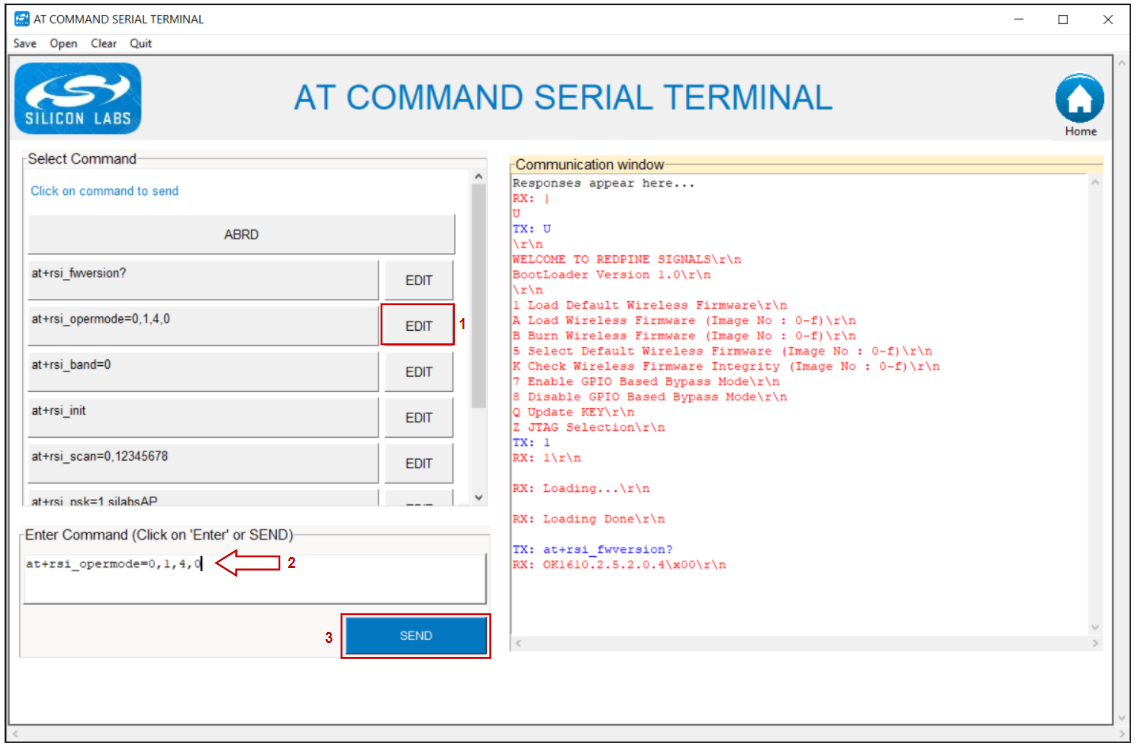 AT COMMAND SERIAL TERMINAL
Save Open Clear Quit
SILICON LABS
AT COMMAND SERIAL TERMINAL
Home
Select Command
Click on command to send
ABRD
at+rsi_fwversion?
EDIT
at+rsi_opermode=0,1,4,0
EDIT
1
at+rsi_band=0
EDIT
at+rsi_init
EDIT
at+rsi_scan=0,12345678
EDIT
at+rsi_psk=1,silabsAP
EDIT
Enter Command (Click on 'Enter' or SEND)
at+rsi_opermode=0,1,4,0
2
3
SEND
Communication window
Responses appear here...
RX: |
U
TX: U
\r\n
WELCOME TO REDPINE SIGNALS\r\n
BootLoader Version 1.0\r\n
\r\n
1 Load Default Wireless Firmware\r\n
A Load Wireless Firmware (Image No : 0-f)\r\n
B Burn Wireless Firmware (Image No : 0-f)\r\n
5 Select Default Wireless Firmware (Image No : 0-f)\r\n
K Check Wireless Firmware Integrity (Image No : 0-f)\r\n
7 Enable GPIO Based Bypass Mode\r\n
8 Disable GPIO Based Bypass Mode\r\n
Q Update KEY\r\n
Z JTAG Selection\r\n
TX: 1
RX: 1\r\n
RX: Loading...\r\n
RX: Loading Done\r\n
TX: at+rsi_fwversion?
RX: OK1610.2.5.2.0.4\x00\r\n